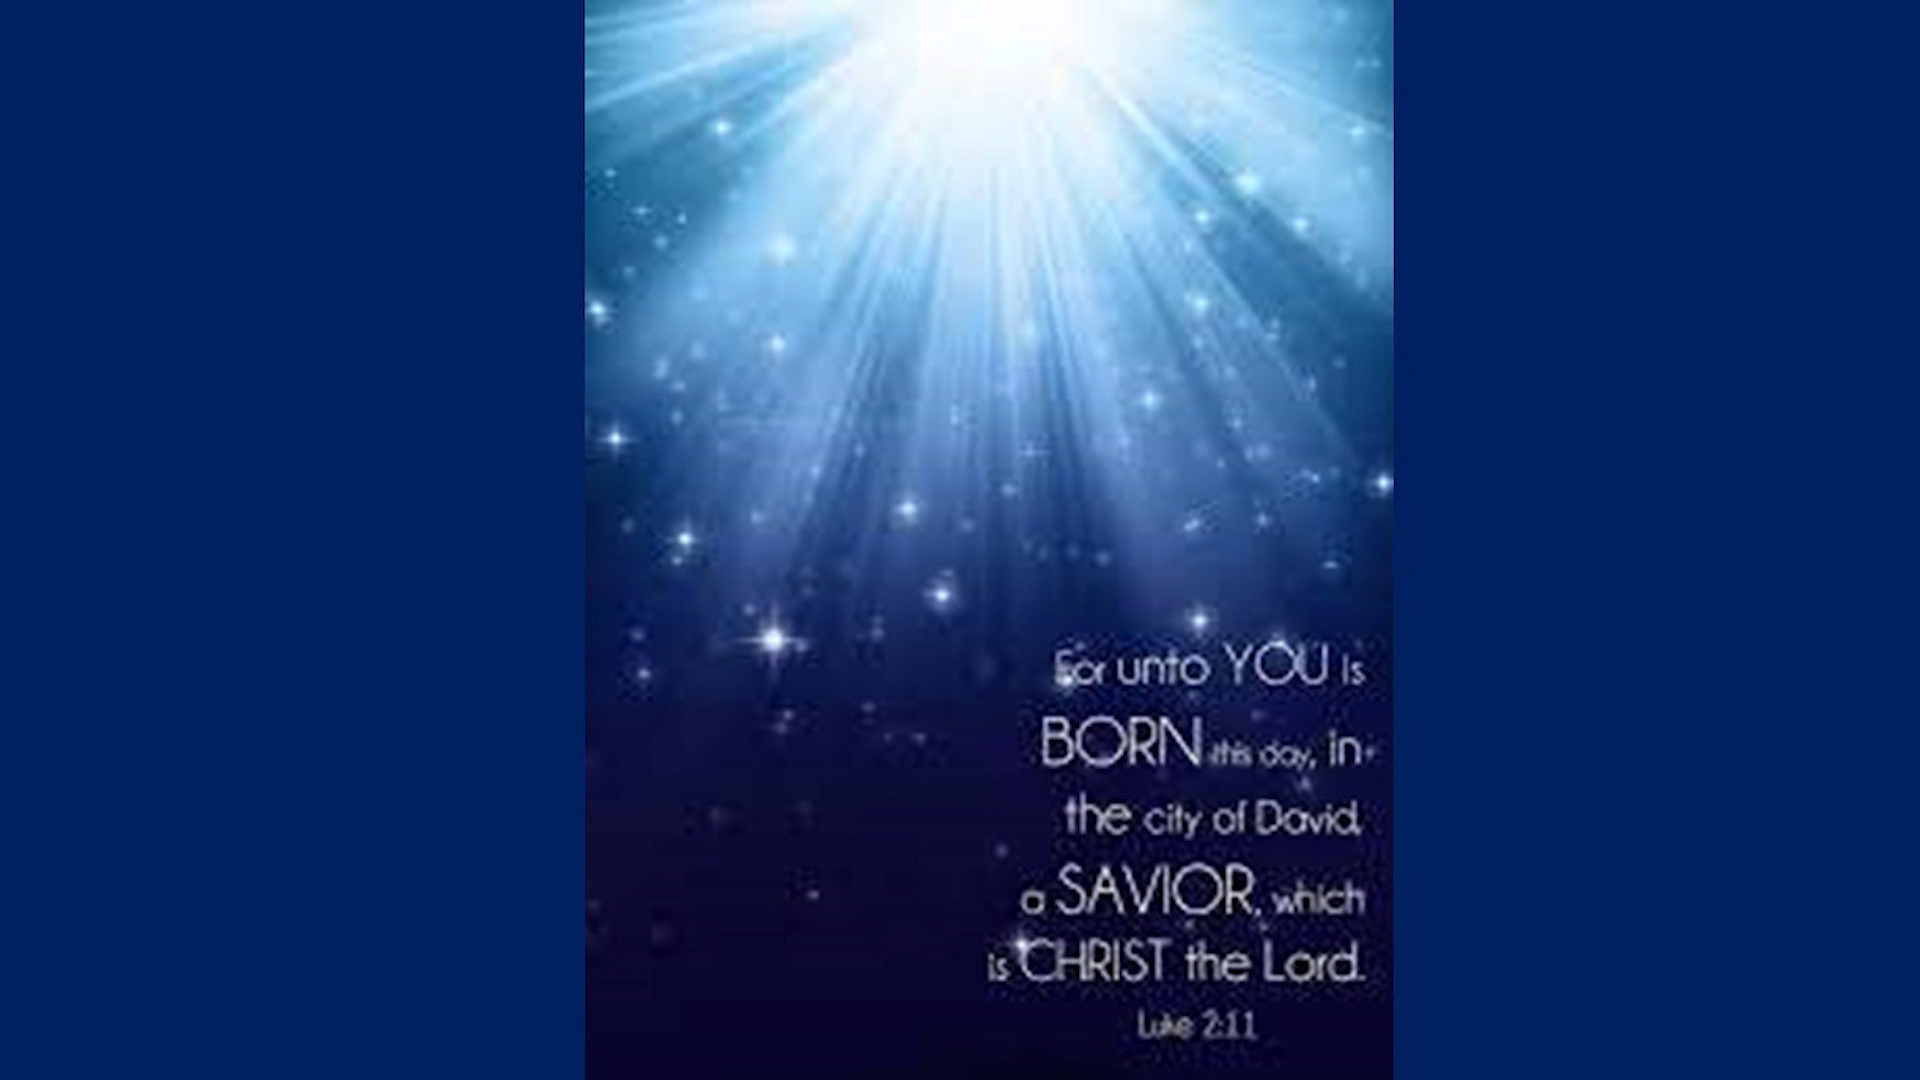 For unto YOU is
BORN this day, in
the city of David,
a SAVIOR, which
is CHRIST the Lord.
Luke 2:11